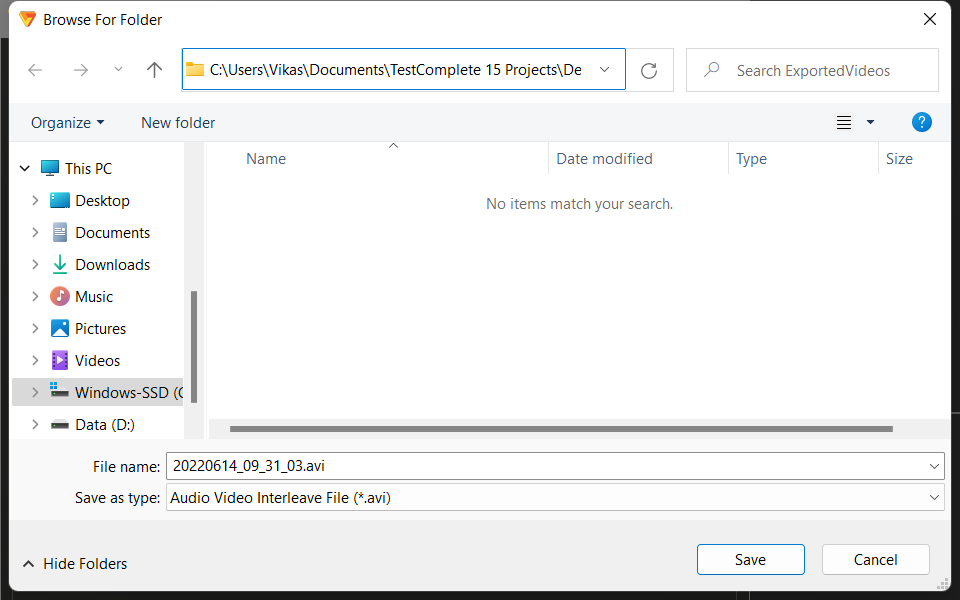 Browse For Folder
C:\Users\Vikas\Documents\TestComplete 15 Projects\De
Search ExportedVideos
Organize
New folder
?
Name
Date modified
Type
Size
No items match your search.
This PC
Desktop
Documents
Downloads
Music
Pictures
Videos
Windows-SSD (C
Data (D:)
File name: 20220614_09_31_03.avi
Save as type: Audio Video Interleave File (*.avi)
Hide Folders
Save
Cancel